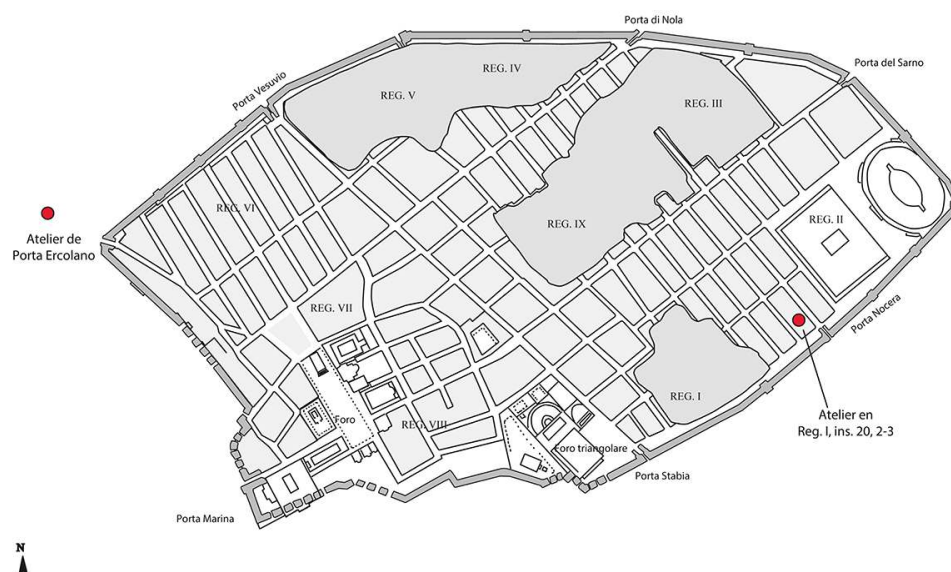 Porta di Nola
REG. IV
Porta del Sarno
Porta Vesuvio
REG. V
REG. III
REG. VI
REG. II
Atelier de
Porta Ercolano
REG. IX
REG. VII
Porta Nocera
REG. I
Foro
REG. VIII
Atelier en
Reg. I, ins. 20, 2-3
Foro triangolare
Porta Stabia
Porta Marina
N